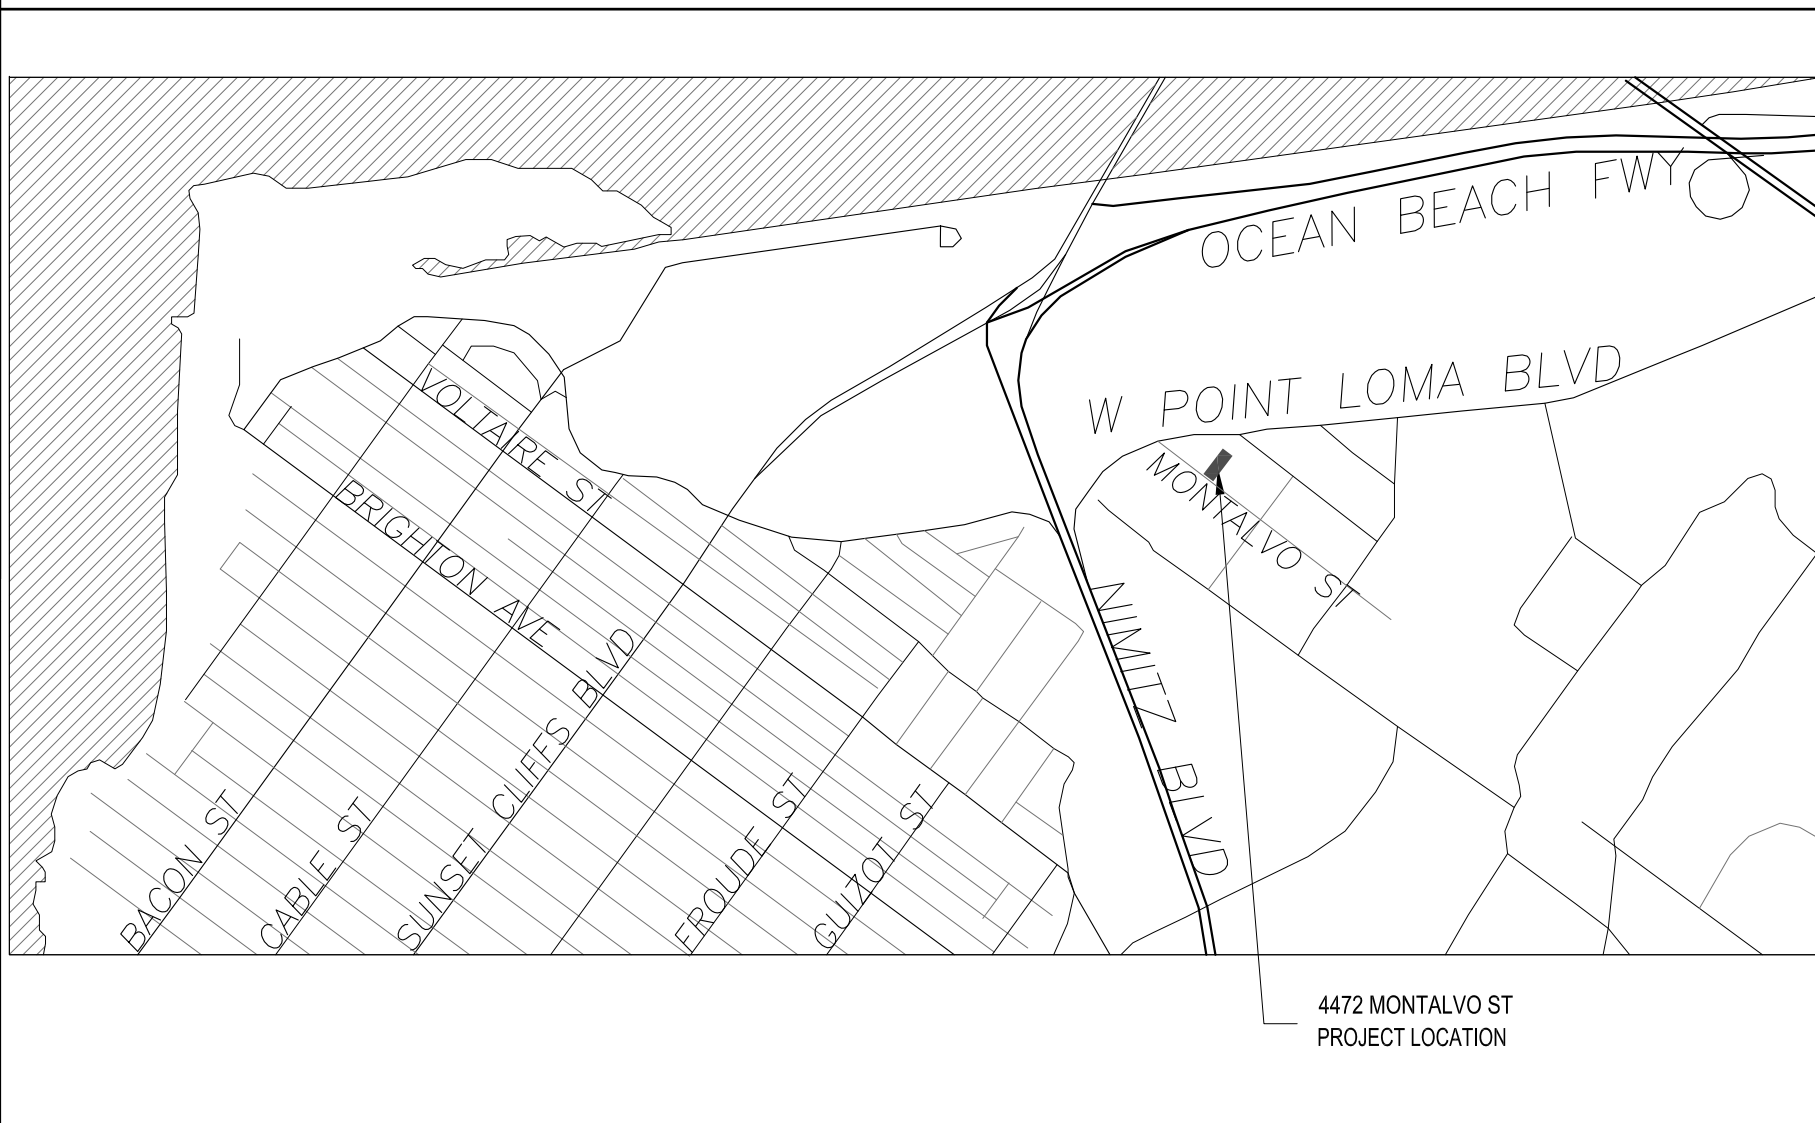 OCEAN BEACH FWY
W POINT LOMA BLVD
VOLTAIRE ST
MONTALVO ST
BRIGHTON AVE
NIMITZ BLVD
SUNSET CLIFFS BLVD
BACON ST
CABLE ST
FROUDE ST
GUIZOT ST
4472 MONTALVO ST
PROJECT LOCATION